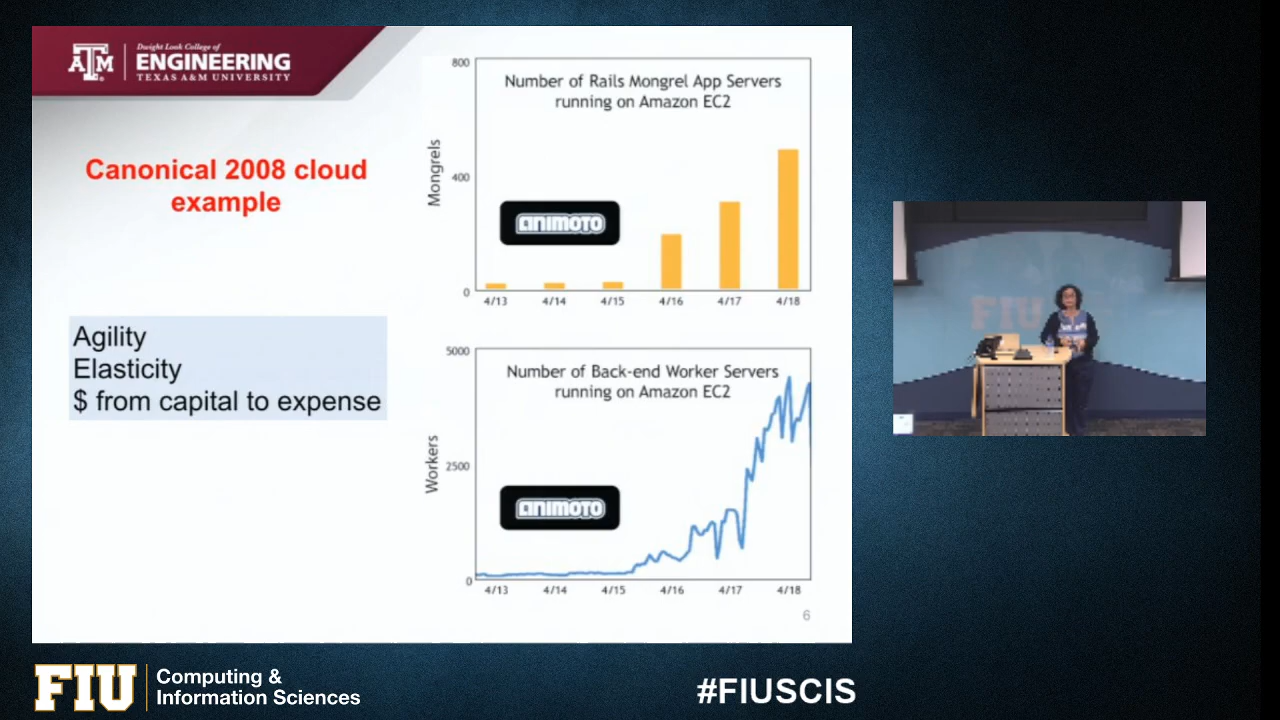 ATM
Dwight Look College of
ENGINEERING
TEXAS A&M UNIVERSITY
Canonical 2008 cloud
example
Agility
Elasticity
$ from capital to expense
800
Number of Rails Mongrel App Servers
running on Amazon EC2
Mongrels
400
animoto
0
4/13 4/14 4/15 4/16 4/17 4/18
5000
Number of Back-end Worker Servers
running on Amazon EC2
Workers
2500
animoto
0
4/13 4/14 4/15 4/16 4/17 4/18
6
FIU
FIU
Computing &
Information Sciences
#FIUSCIS